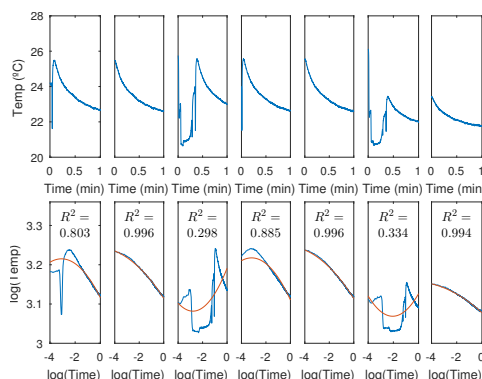 28
26
24
22
20
Temp (ºC)
0 0.5 1 0 0.5 1 0 0.5 1 0 0.5 1 0 0.5 1 0 0.5 1 0 0.5 1
Time (min) Time (min) Time (min) Time (min) Time (min) Time (min) Time (min)
R² = R² = R² = R² = R² = R² = R² =
0.803 0.996 0.298 0.885 0.996 0.334 0.994
3.3
3.2
3.1
3
log(Temp)
-4 -2 0 -4 -2 0 -4 -2 0 -4 -2 0 -4 -2 0 -4 -2 0 -4 -2 0
log(Time) log(Time) log(Time) log(Time) log(Time) log(Time) log(Time)